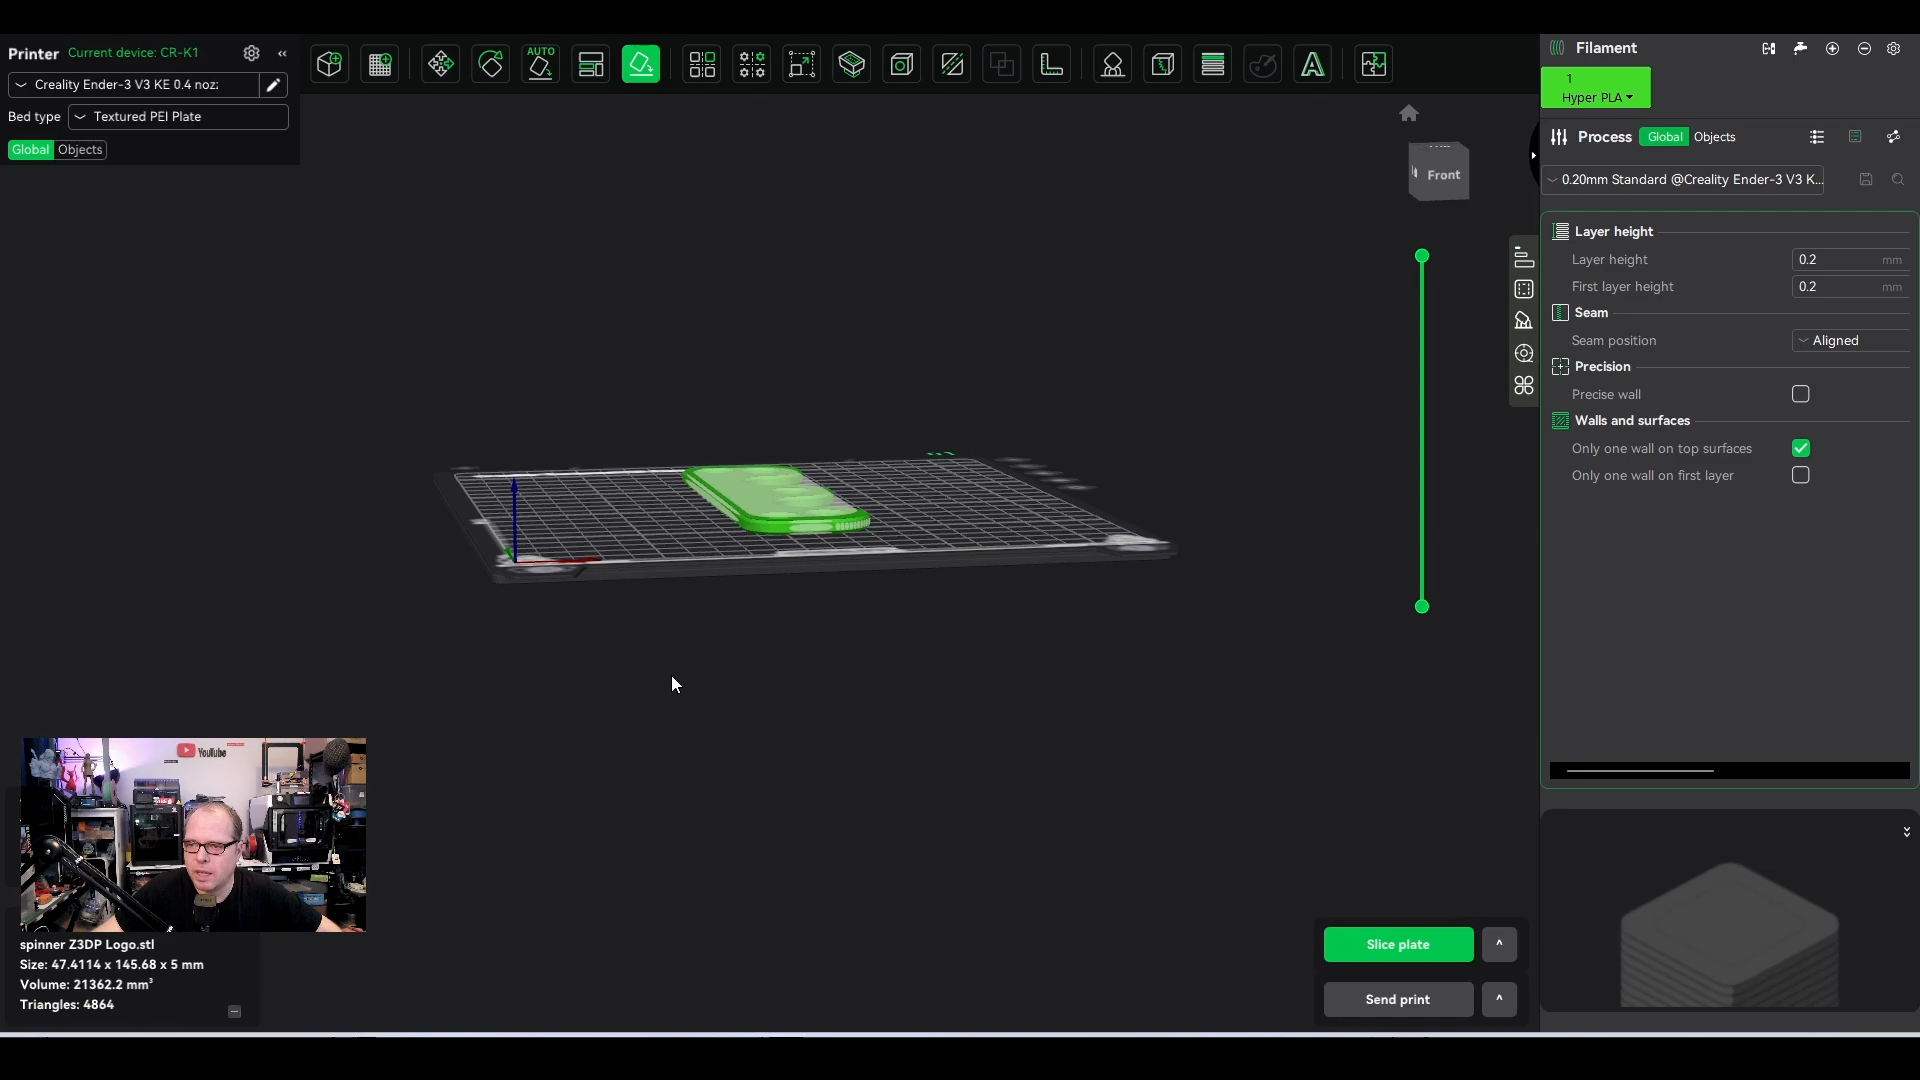 Printer Current device: CR-K1
Creality Ender-3 V3 KE 0.4 noz:
Bed type Textured PEI Plate
Global Objects
AUTO
Front
01
Filament
1
Hyper PLA
Process Global Objects
0.20mm Standard @Creality Ender-3 V3 K...
Layer height
Layer height 0.2 mm
First layer height 0.2 mm
Seam
Seam position Aligned
Precision
Precise wall
Walls and surfaces
Only one wall on top surfaces
Only one wall on first layer
YouTube
spinner Z3DP Logo.stl
Size: 47.4114 x 145.68 x 5 mm
Volume: 21362.2 mm³
Triangles: 4864
Slice plate
Send print